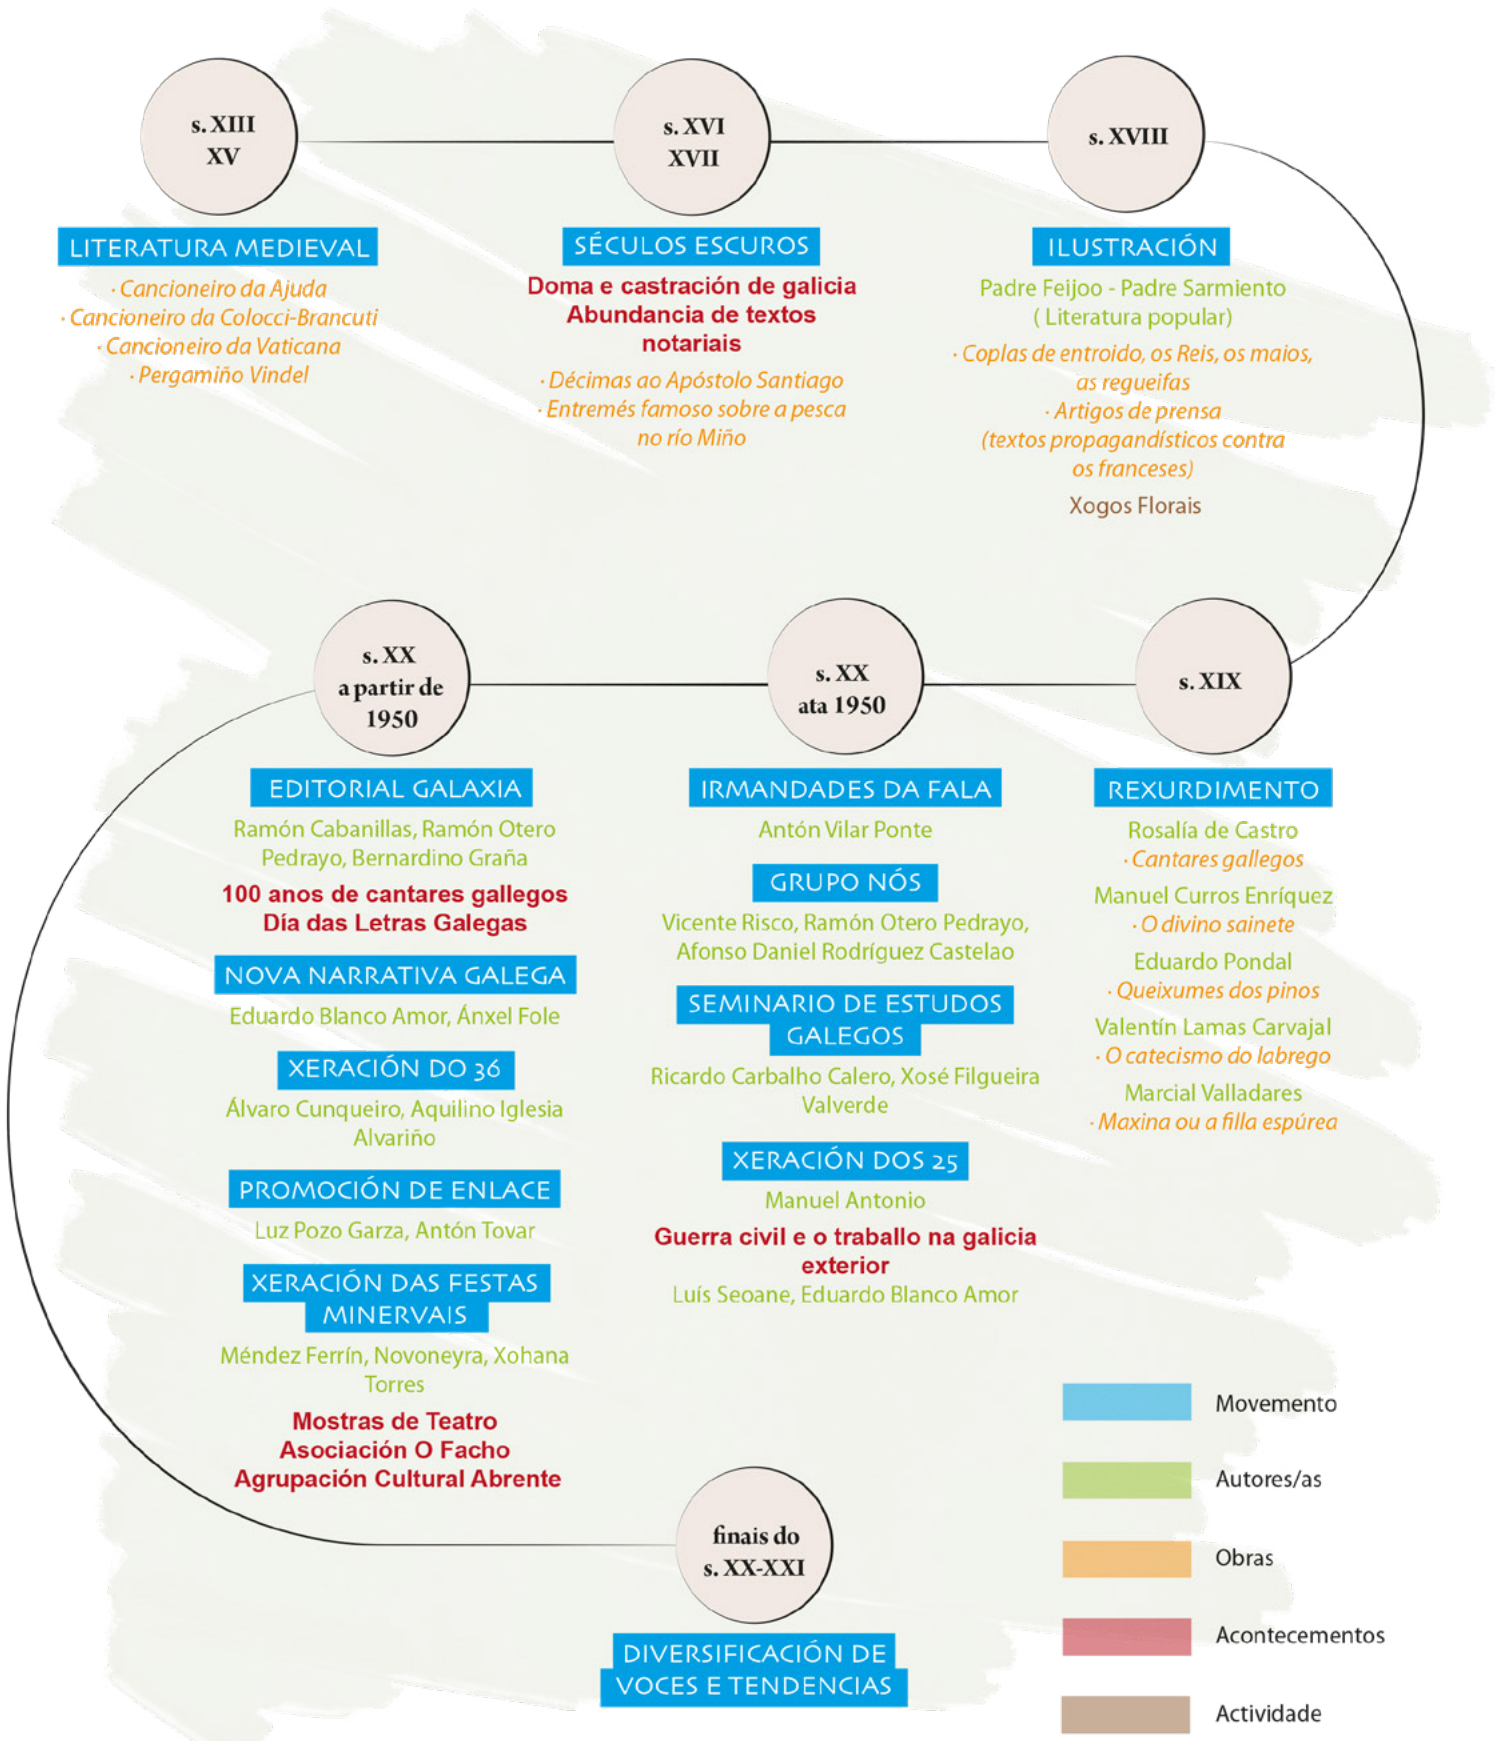 s. XIII
XV
LITERATURA MEDIEVAL
· Cancioneiro da Ajuda
· Cancioneiro da Colocci-Brancuti
· Cancioneiro da Vaticana
· Pergamiño Vindel
s. XVI
XVII
SÉCULOS ESCUROS
Doma e castración de galicia
Abundancia de textos
notariais
· Décimas ao Apóstolo Santiago
· Entremés famoso sobre a pesca
no río Miño
s. XVIII
ILUSTRACIÓN
Padre Feijoo - Padre Sarmiento
( Literatura popular)
· Coplas de entroido, os Reis, os maios,
as regueifas
· Artigos de prensa
(textos propagandísticos contra
os franceses)
Xogos Florais
s. XIX
REXURDIMENTO
Rosalía de Castro
· Cantares gallegos
Manuel Curros Enríquez
· O divino sainete
Eduardo Pondal
· Queixumes dos pinos
Valentín Lamas Carvajal
· O catecismo do labrego
Marcial Valladares
· Maxina ou a filla espúrea
s. XX
ata 1950
IRMANDADES DA FALA
Antón Vilar Ponte
GRUPO NÓS
Vicente Risco, Ramón Otero Pedrayo,
Afonso Daniel Rodríguez Castelao
SEMINARIO DE ESTUDOS
GALEGOS
Ricardo Carbalho Calero, Xosé Filgueira
Valverde
XERACIÓN DOS 25
Manuel Antonio
Guerra civil e o traballo na galicia
exterior
Luís Seoane, Eduardo Blanco Amor
s. XX
a partir de
1950
EDITORIAL GALAXIA
Ramón Cabanillas, Ramón Otero
Pedrayo, Bernardino Graña
100 anos de cantares gallegos
Día das Letras Galegas
NOVA NARRATIVA GALEGA
Eduardo Blanco Amor, Ánxel Fole
XERACIÓN DO 36
Álvaro Cunqueiro, Aquilino Iglesia
Alvariño
PROMOCIÓN DE ENLACE
Luz Pozo Garza, Antón Tovar
XERACIÓN DAS FESTAS
MINERVAIS
Méndez Ferrín, Novoneyra, Xohana
Torres
Mostras de Teatro
Asociación O Facho
Agrupación Cultural Abrente
finais do
s. XX-XXI
DIVERSIFICACIÓN DE
VOCES E TENDENCIAS
Movemento
Autores/as
Obras
Acontecementos
Actividade